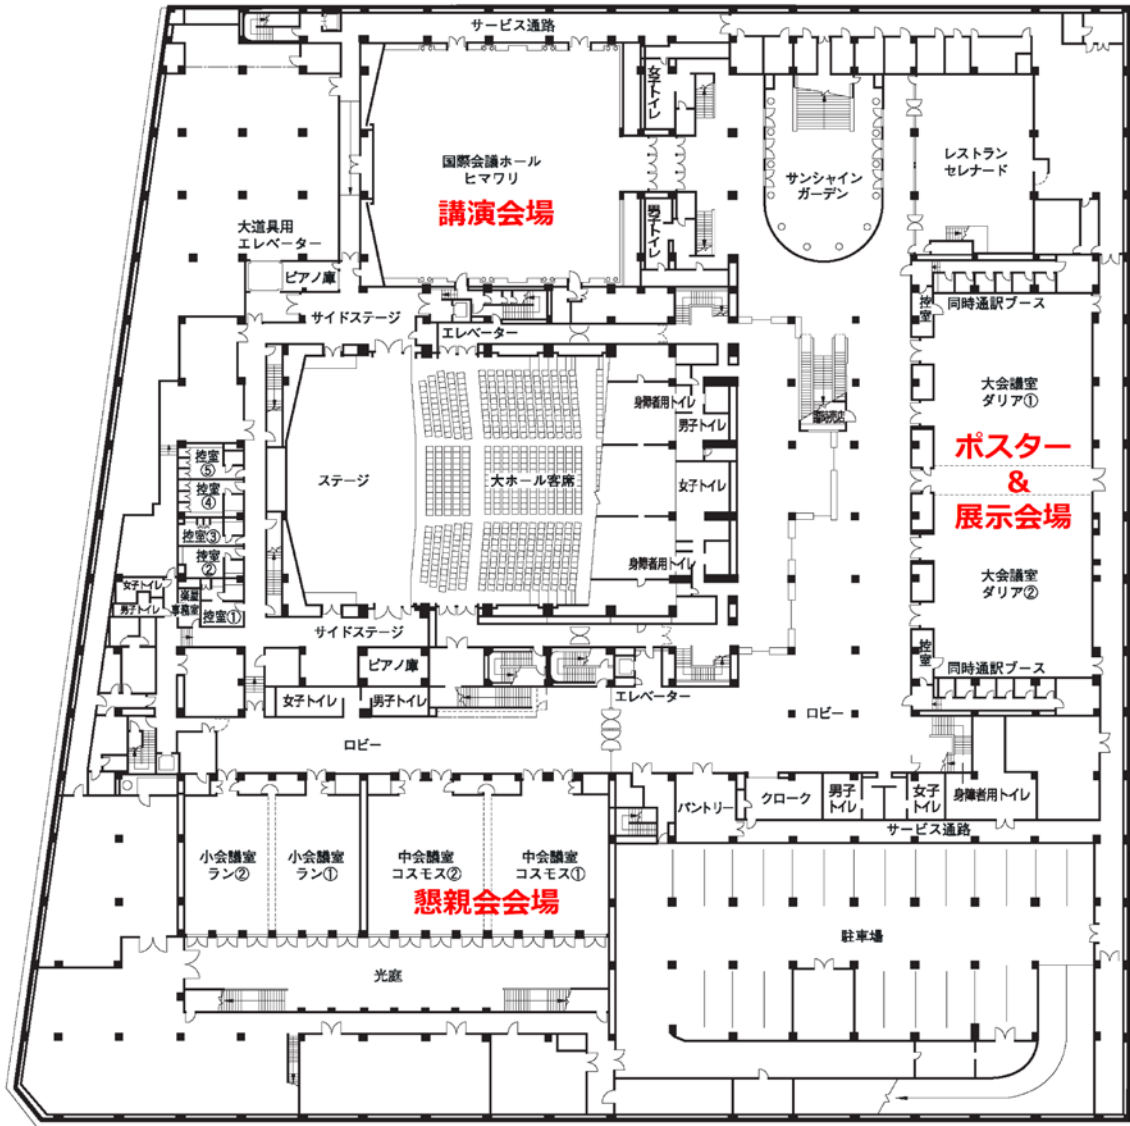 サービス通路
女子トイレ
国際会議ホール
ヒマワリ
講演会場
男子トイレ
サンシャイン
ガーデン
レストラン
セレナード
大道具用
エレベーター
ピアノ庫
サイドステージ
エレベーター
控室
同時通訳ブース
大会議室
ダリア①
身障者用トイレ
男子トイレ
臨時売店
ポスター
&
展示会場
控室
⑤
控室
④
控室③
控室
②
控室①
ステージ
大ホール客席
女子トイレ
身障者用トイレ
大会議室
ダリア②
女子トイレ
男子トイレ
楽屋
事務室
サイドステージ
ピアノ庫
女子トイレ
男子トイレ
エレベーター
控室
同時通訳ブース
ロビー
ロビー
パントリー
クローク
男子
トイレ
女子
トイレ
身障者用トイレ
サービス通路
小会議室
ラン②
小会議室
ラン①
中会議室
コスモス②
中会議室
コスモス①
懇親会会場
駐車場
光庭